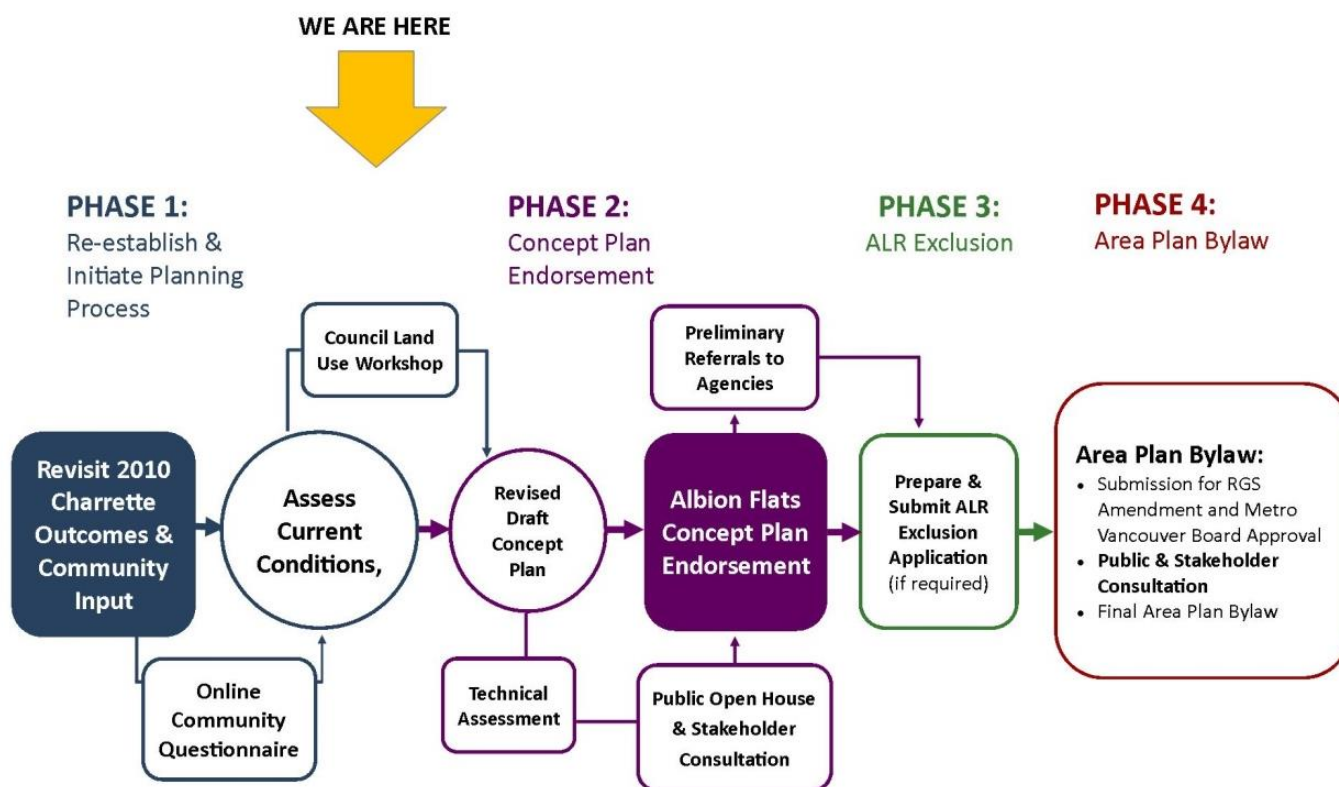 WE ARE HERE
PHASE 1:
Re-establish &
Initiate Planning
Process
PHASE 2:
Concept Plan
Endorsement
PHASE 3:
ALR Exclusion
PHASE 4:
Area Plan Bylaw
Council Land
Use Workshop
Preliminary
Referrals to
Agencies
Revisit 2010
Charrette
Outcomes &
Community
Input
Assess
Current
Conditions,
Revised
Draft
Concept
Plan
Albion Flats
Concept Plan
Endorsement
Prepare &
Submit ALR
Exclusion
Application
(if required)
Area Plan Bylaw:
• Submission for RGS
Amendment and Metro
Vancouver Board Approval
• Public & Stakeholder
Consultation
• Final Area Plan Bylaw
Online
Community
Questionnaire
Technical
Assessment
Public Open House
& Stakeholder
Consultation